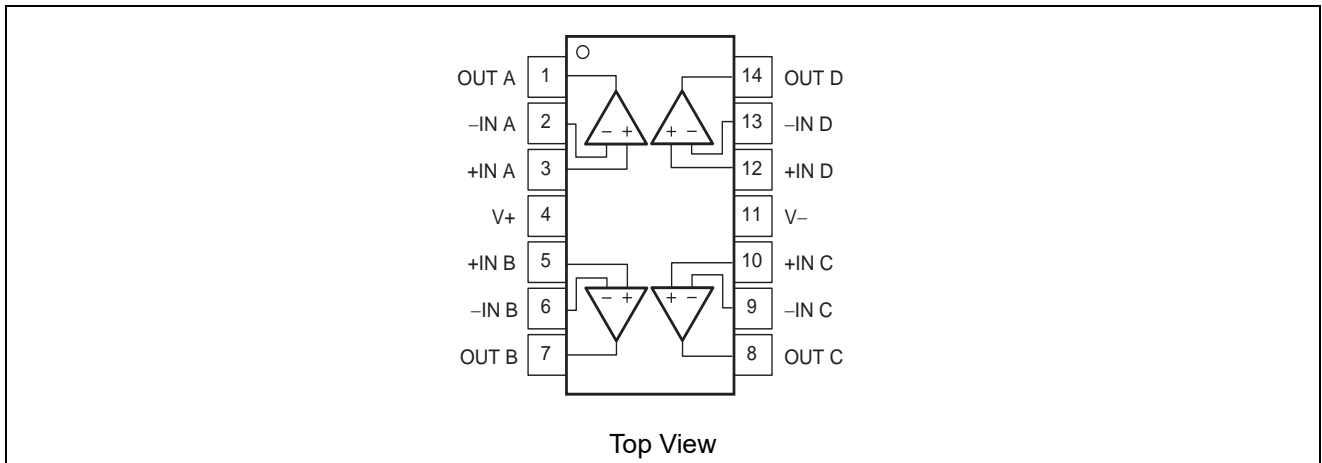 OUT A 1 14 OUT D
−IN A 2 13 −IN D
− + + −
+IN A 3 12 +IN D
V+ 4 11 V−
+IN B 5 10 +IN C
− + + −
−IN B 6 9 −IN C
OUT B 7 8 OUT C
Top View